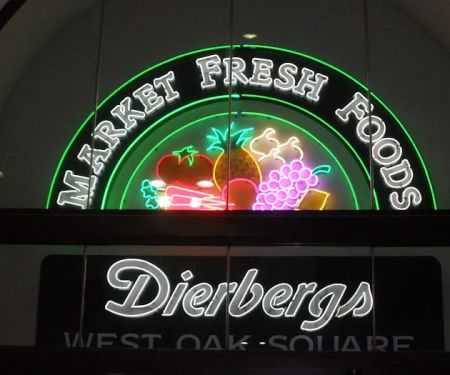 MARKET FRESH FOODS
Dierbergs
WEST OAK SQUARE